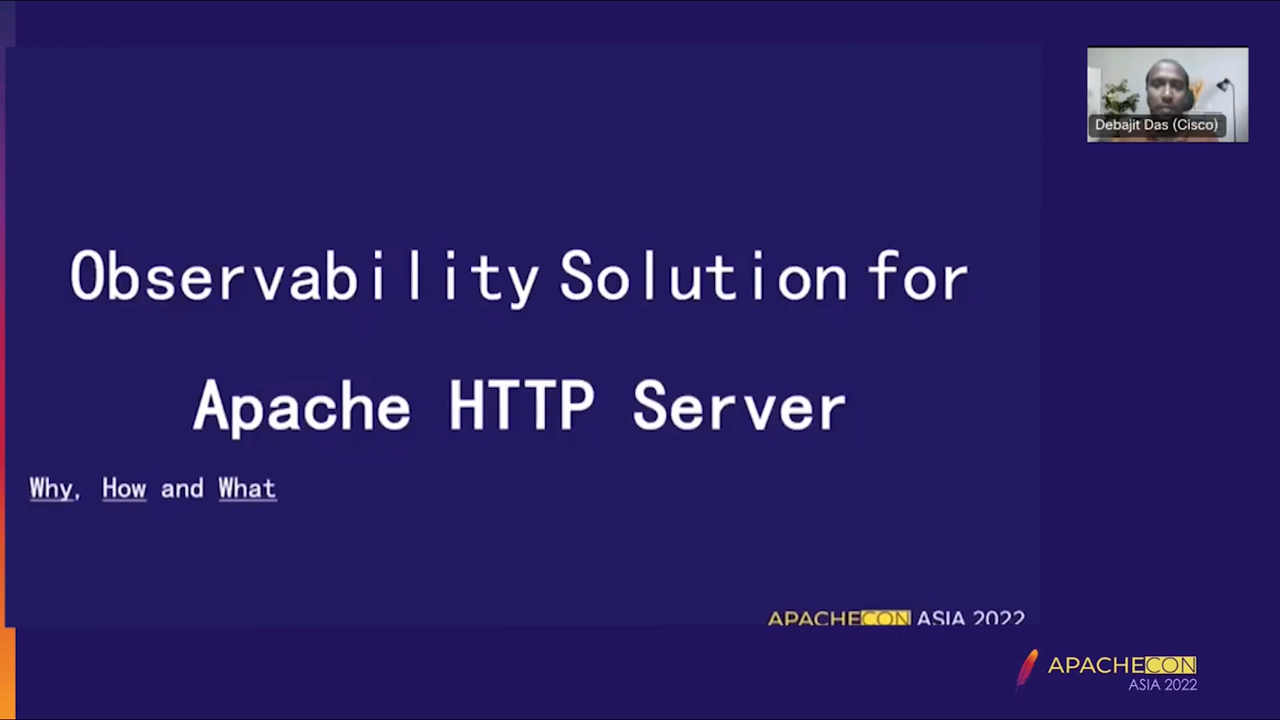 Observability Solution for
Apache HTTP Server
Why, How and What
APACHECON ASIA 2022
Debajit Das (Cisco)
APACHECON
ASIA 2022